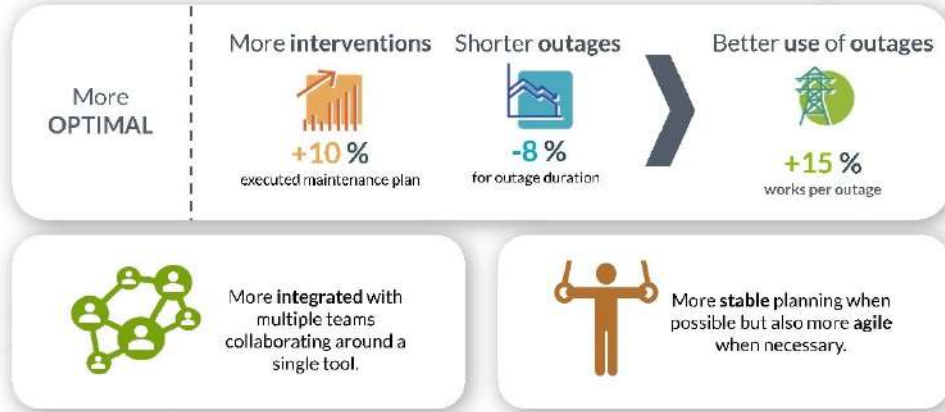 More
OPTIMAL
More interventions
+10 %
executed maintenance plan
Shorter outages
-8 %
for outage duration
Better use of outages
+15 %
works per outage
More integrated with
multiple teams
collaborating around a
single tool.
More stable planning when
possible but also more agile
when necessary.